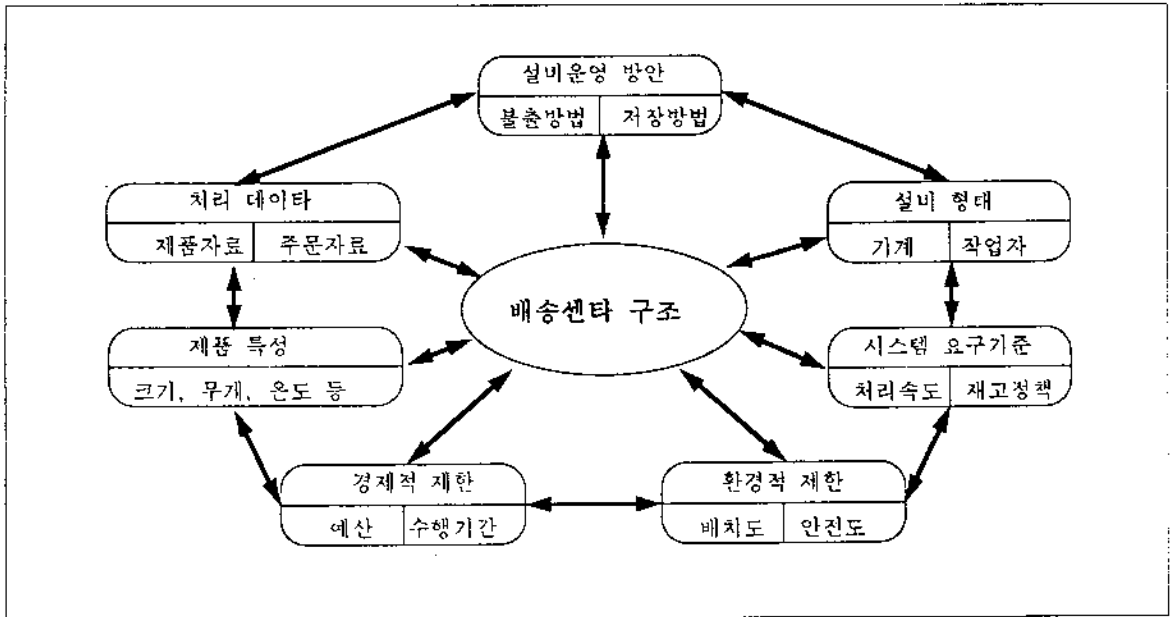 설비운영 방안
불출방법 저장방법
처리 데이타
제품자료 주문자료
설비 형태
기계 작업자
배송센타 구조
제품 특성
크기, 무게, 온도 등
시스템 요구기준
처리속도 재고정책
경제적 제한
예산 수행기간
환경적 제한
배치도 안전도